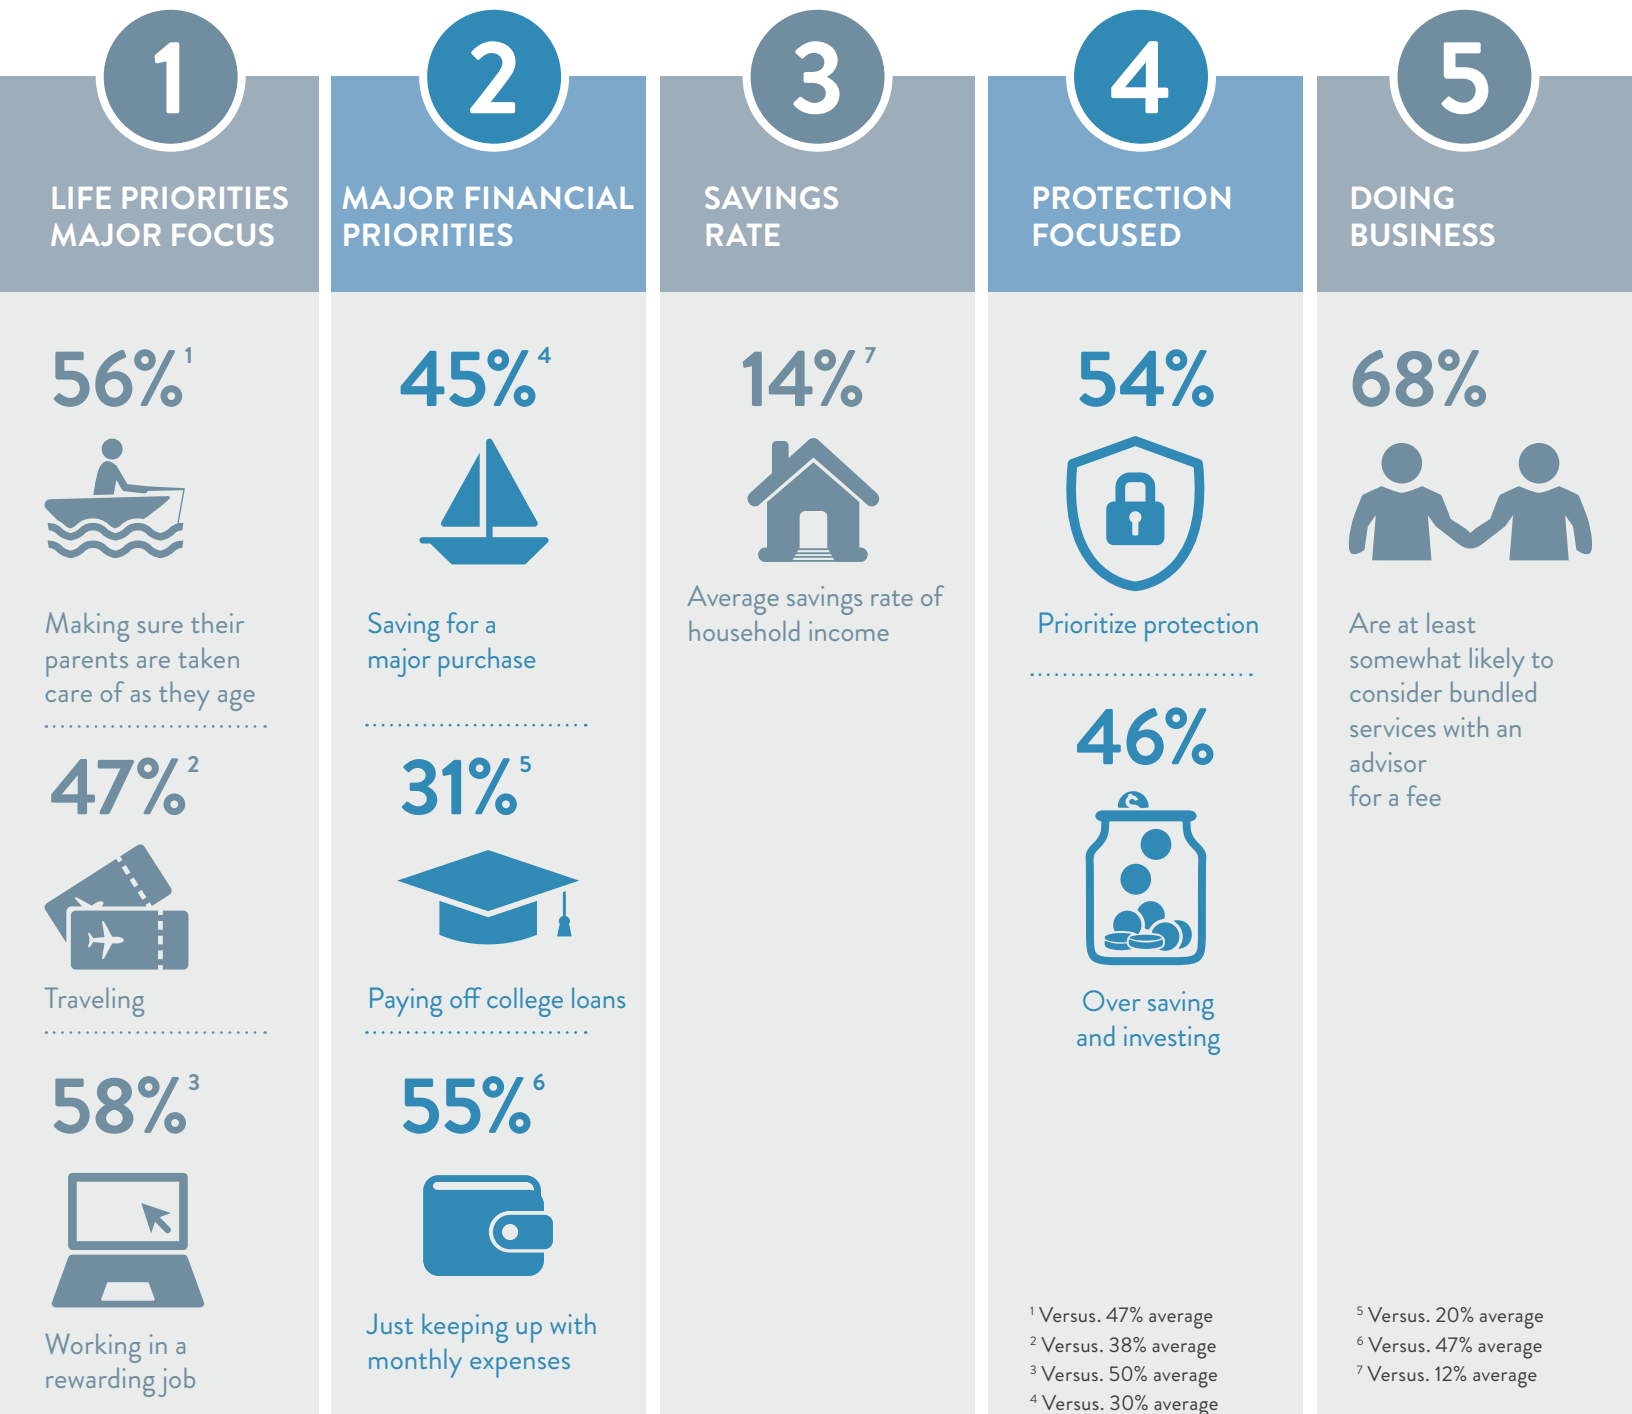 1
LIFE PRIORITIES
MAJOR FOCUS
56%¹
Making sure their
parents are taken
care of as they age
47%²
Traveling
58%³
Working in a
rewarding job
2
MAJOR FINANCIAL
PRIORITIES
45%⁴
Saving for a
major purchase
31%⁵
Paying off college loans
55%⁶
Just keeping up with
monthly expenses
3
SAVINGS
RATE
14%⁷
Average savings rate of
household income
4
PROTECTION
FOCUSED
54%
Prioritize protection
46%
$
Over saving
and investing
¹ Versus. 47% average
² Versus. 38% average
³ Versus. 50% average
⁴ Versus. 30% average
5
DOING
BUSINESS
68%
Are at least
somewhat likely to
consider bundled
services with an
advisor
for a fee
⁵ Versus. 20% average
⁶ Versus. 47% average
⁷ Versus. 12% average